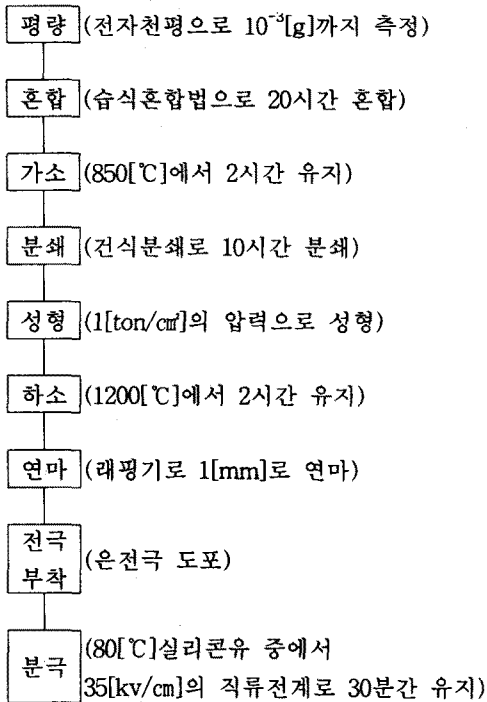 평량 (전자천평으로 10⁻³[g]까지 측정)
혼합 (습식혼합법으로 20시간 혼합)
가소 (850[℃]에서 2시간 유지)
분쇄 (건식분쇄로 10시간 분쇄)
성형 (1[ton/㎠]의 압력으로 성형)
하소 (1200[℃]에서 2시간 유지)
연마 (래핑기로 1[mm]로 연마)
전극
부착 (은전극 도포)
(80[℃]실리콘유 중에서
분극
35[kv/㎝]의 직류전계로 30분간 유지)